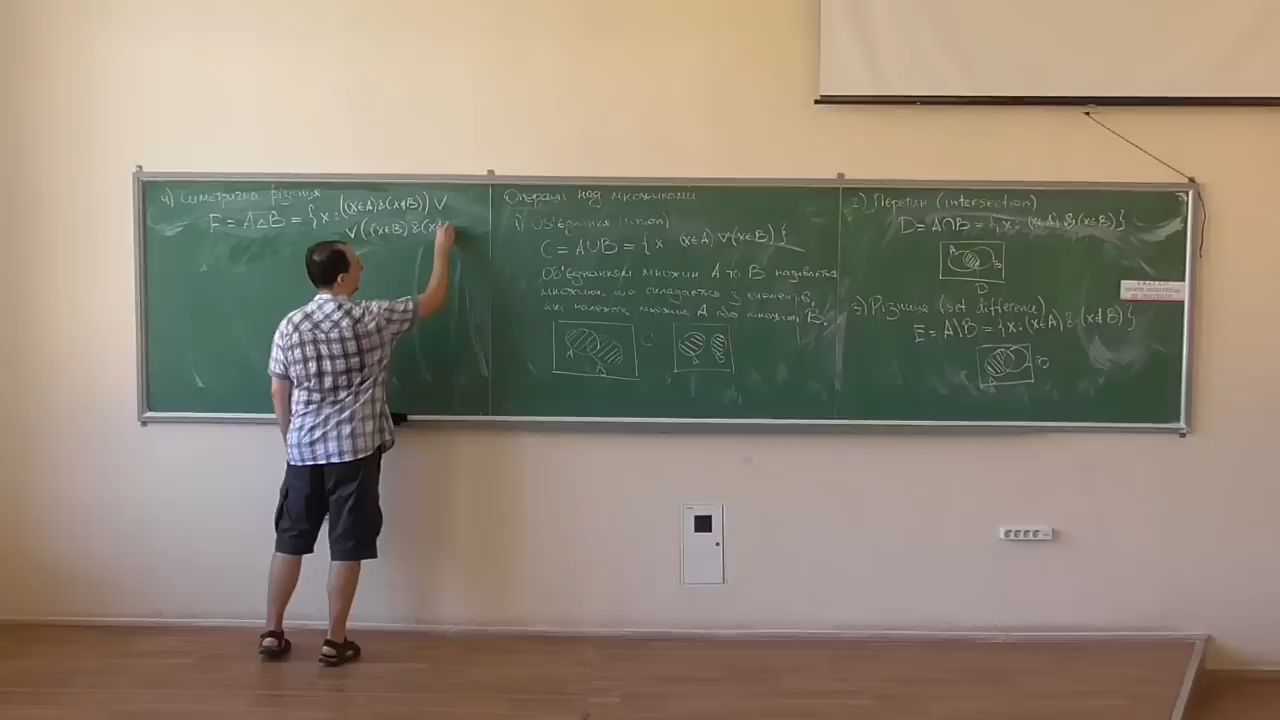 4) Симетрична різниця
F = A△B = {x : ((x∈A)&(x∉B)) ∨
∨((x∈B)&(x
Операції над множинами
1) Об'єднання (union)
C = A∪B = {x (x∈A) ∨ (x∈B)}
Об'єднанням множин A та B називається
множина, що складається з елементів,
які належать множині A або множині B.
A C A B
2) Перетин (intersection)
D = A∩B = {x: (x∈A) & (x∈B)}
A B
D
3) Різниця (set difference)
E = A\B = {x: (x∈A) & (x∉B)}
A